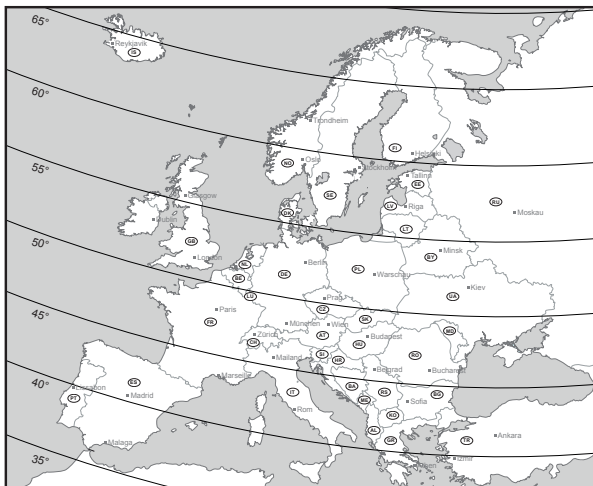 65°
Reykjavik
IS
60°
Trondheim
FI
Helsinki
NO
Oslo
Stockholm
Tallinn
EE
55°
SE
Glasgow
LV
Riga
RU
Moskau
DK
Dublin
LT
GB
Minsk
BY
50°
London
NL
Berlin
PL
BE
DE
Warschau
Kiev
LU
Prag
UA
Paris
CZ
45°
FR
SK
München
Wien
MD
Zürich
AT
Budapest
CH
HU
Mailand
SI
HR
RO
Marseille
Belgrad
Bucharest
40°
ES
BA
RS
Lissabon
IT
ME
BG
PT
Madrid
Sofia
Rom
KO
AL
Malaga
GR
TR
Ankara
35°
Izmir